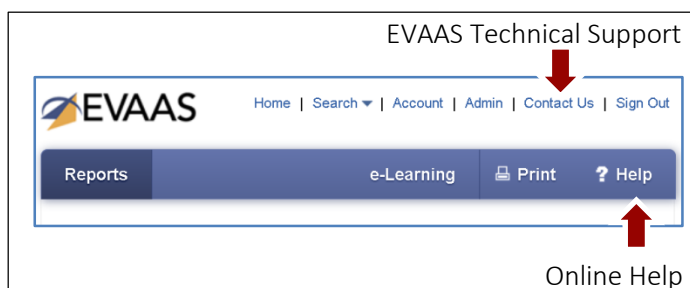 EVAAS Technical Support
EVAAS
Home | Search | Account | Admin | Contact Us | Sign Out
Reports e-Learning Print ? Help
Online Help